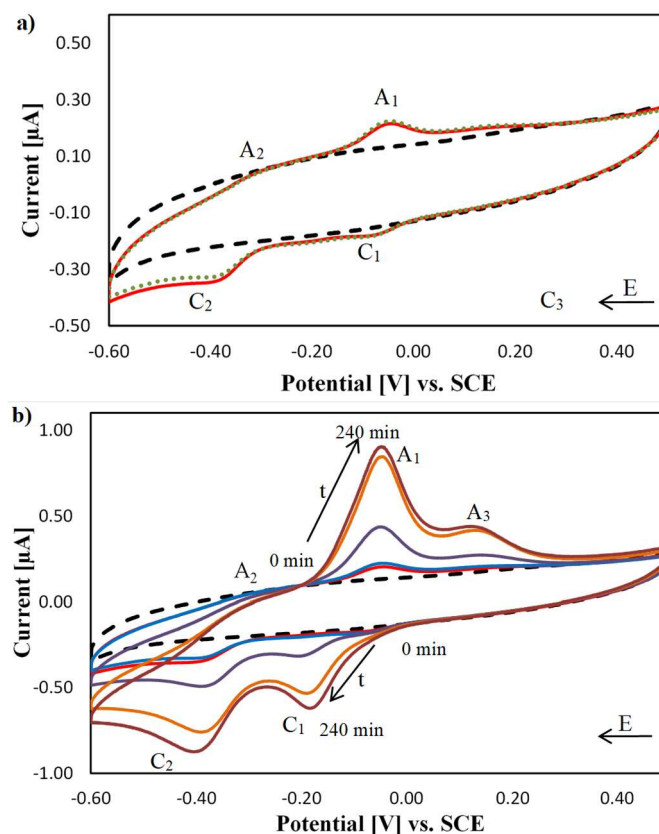 a)
0.50
0.30
0.10
-0.10
-0.30
-0.50
Current [µA]
A₁
A₂
C₁
C₂
C₃
E
-0.60
-0.40
-0.20
0.00
0.20
0.40
Potential [V] vs. SCE
b)
1.00
0.50
0.00
-0.50
-1.00
Current [µA]
240 min
A₁
t
A₃
0 min
A₂
0 min
t
C₁
240 min
C₂
E
-0.60
-0.40
-0.20
0.00
0.20
0.40
Potential [V] vs. SCE